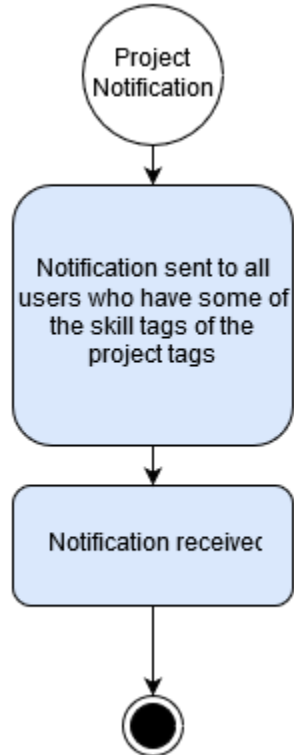 Project
Notification
Notification sent to all
users who have some of
the skill tags of the
project tags
Notification received